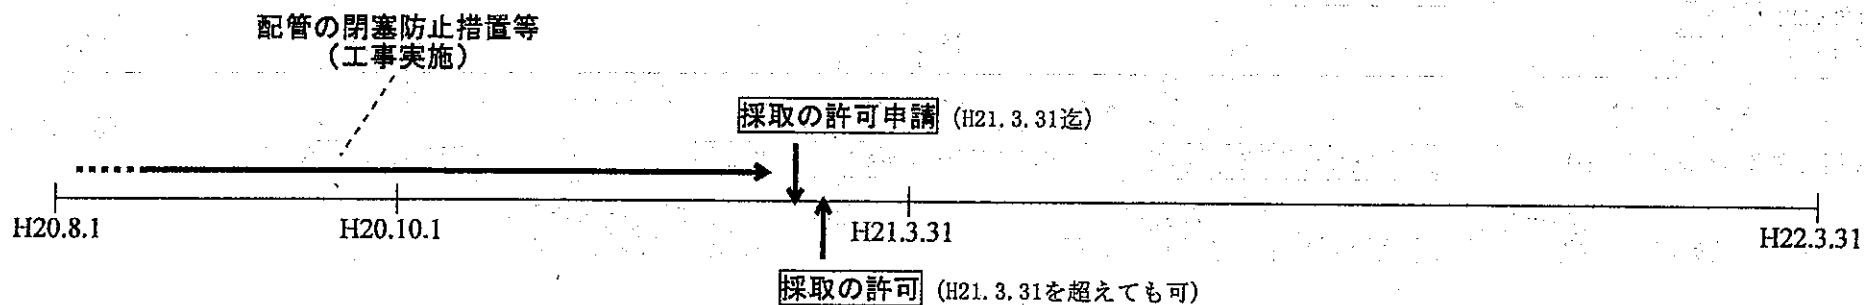 配管の閉塞防止措置等
（工事実施）
採取の許可申請 (H21.3.31迄)
H20.8.1
H20.10.1
H21.3.31
H22.3.31
採取の許可 (H21.3.31を超えても可)